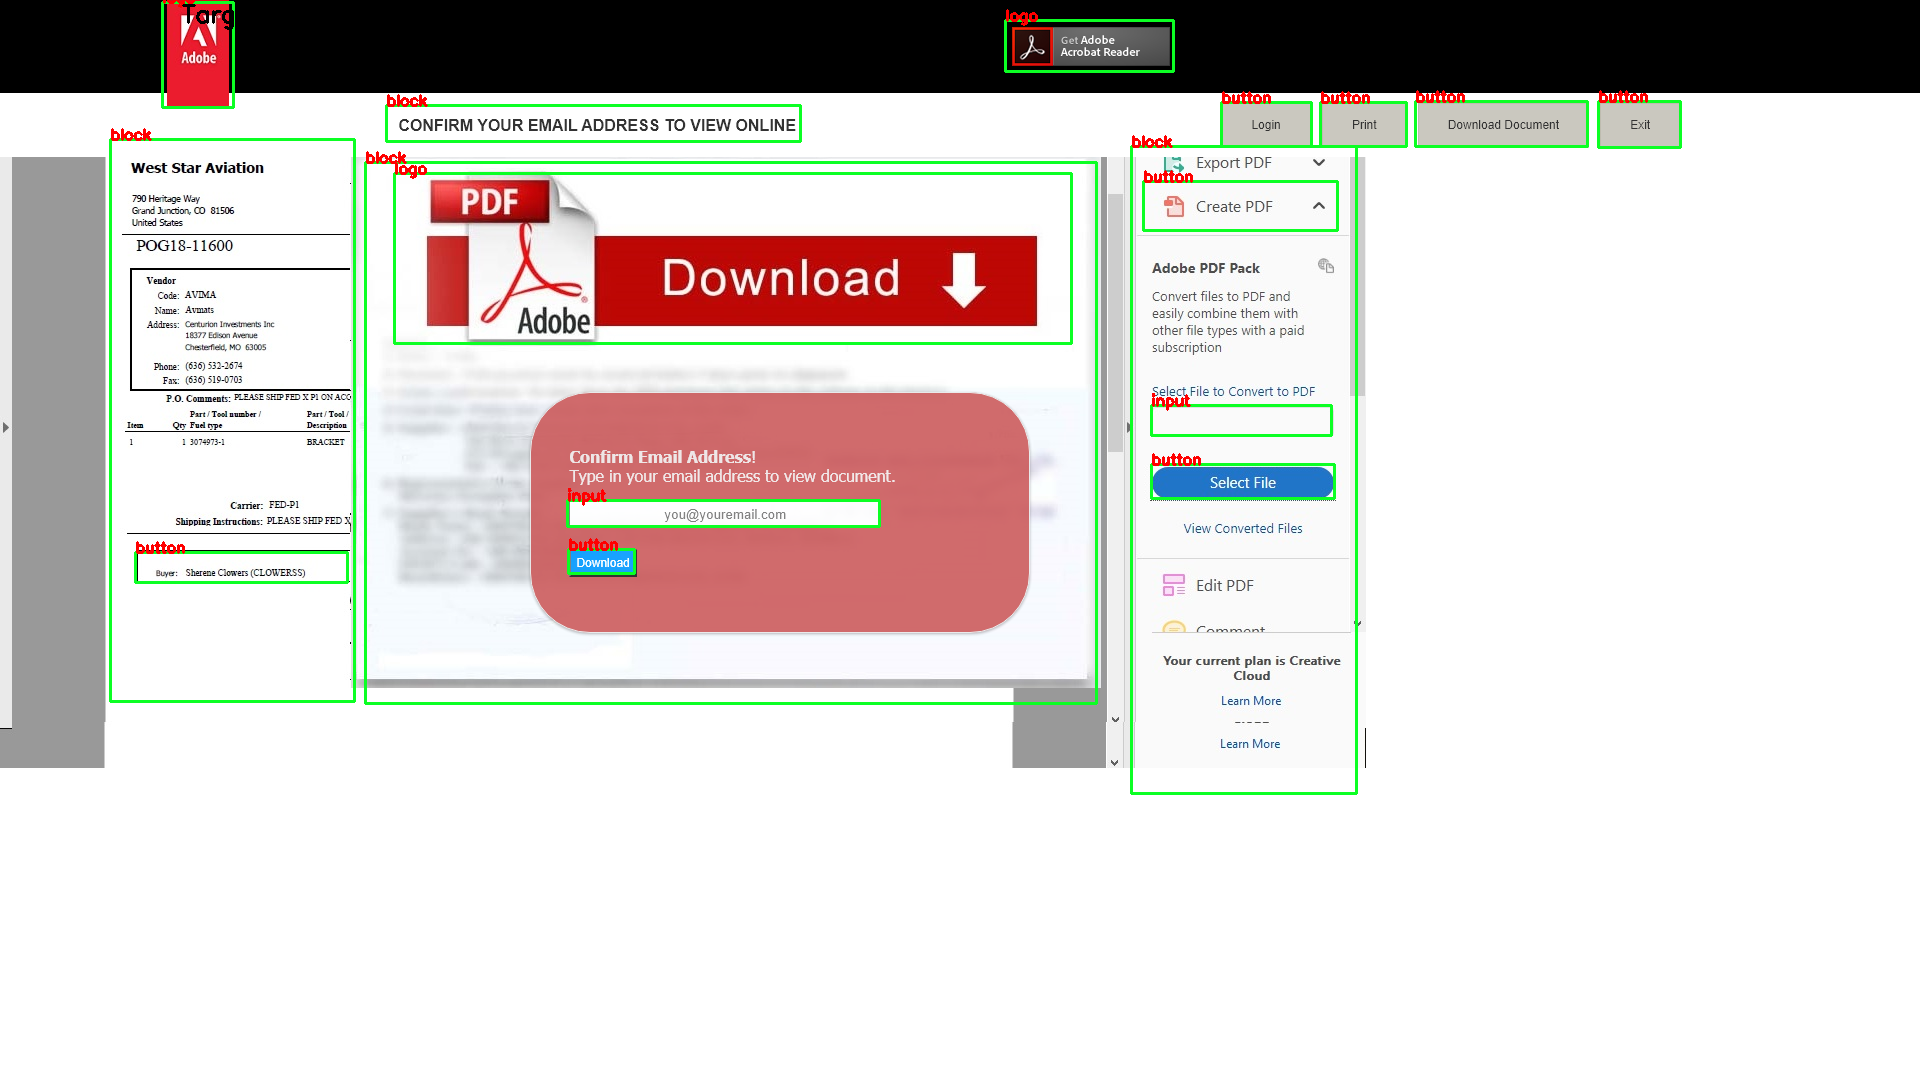 Targ
Adobe
logo
Get Adobe
Acrobat Reader
block
CONFIRM YOUR EMAIL ADDRESS TO VIEW ONLINE
button
Login
button
Print
button
Download Document
button
Exit
block
West Star Aviation
790 Heritage Way
Grand Junction, CO 81506
United States
POG18-11600
Vendor
Code: AVIMA
Name: Avmats
Address: Centurion Investments Inc
18377 Edison Avenue
Chesterfield, MO 63005
Phone: (636) 532-2674
Fax: (636) 519-0703
P.O. Comments: PLEASE SHIP FED X P1 ON ACC
Part / Tool number / Part / Tool /
Item Qty Fuel type Description
1 1 3074973-1 BRACKET
Carrier: FED-P1
Shipping Instructions: PLEASE SHIP FED X
button
Buyer: Sherene Clowers (CLOWERSS)
block
logo
PDF
Download
Adobe
Confirm Email Address!
Type in your email address to view document.
input
you@youremail.com
button
Download
block
Export PDF
button
Create PDF
Adobe PDF Pack
Convert files to PDF and
easily combine them with
other file types with a paid
subscription
Select File to Convert to PDF
input
button
Select File
View Converted Files
Edit PDF
Comment
Your current plan is Creative
Cloud
Learn More
Learn More